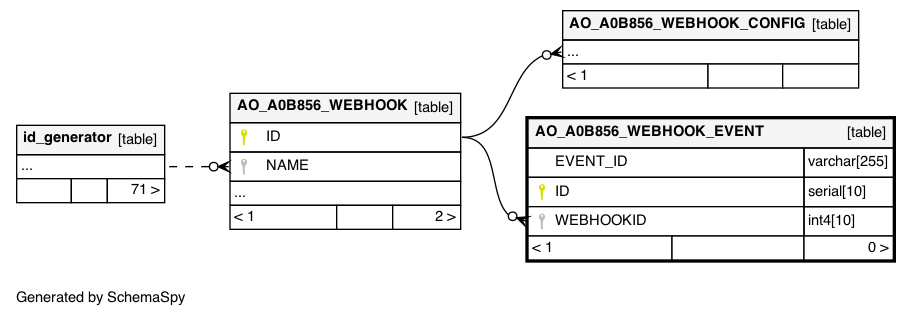 AO_A0B856_WEBHOOK_CONFIG [table]
...
< 1
AO_A0B856_WEBHOOK [table]
ID
NAME
...
< 1 2 >
id_generator [table]
...
71 >
AO_A0B856_WEBHOOK_EVENT [table]
EVENT_ID varchar[255]
ID serial[10]
WEBHOOKID int4[10]
< 1 0 >
Generated by SchemaSpy